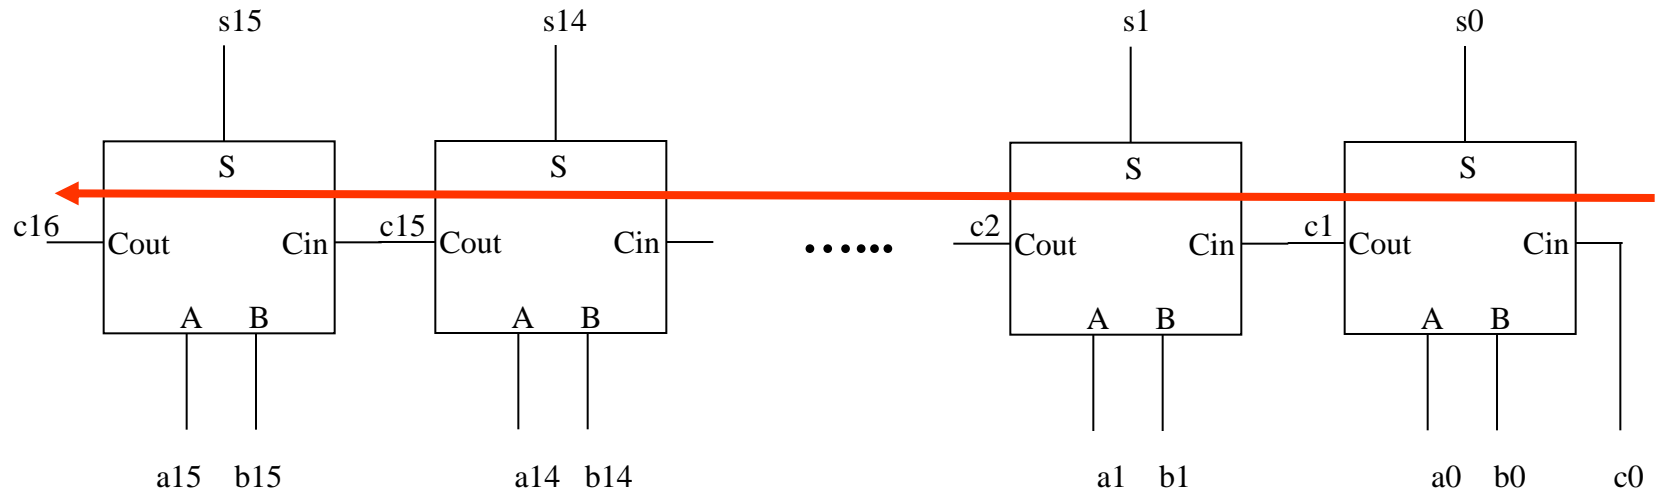 s15 s14 s1 s0
S S S S
c16 c15 c2 c1
Cout Cin Cout Cin ...... Cout Cin Cout Cin
A B A B A B A B
a15 b15 a14 b14 a1 b1 a0 b0 c0